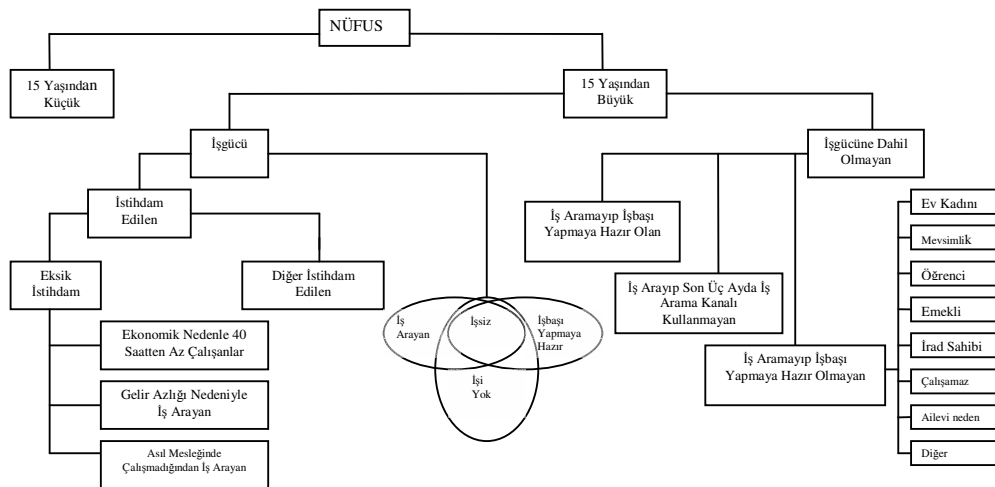 NÜFUS
15 Yaşından
Küçük
15 Yaşından
Büyük
İşgücü
İşgücüne Dahil
Olmayan
İstihdam
Edilen
İş Aramayıp İşbaşı
Yapmaya Hazır Olan
Ev Kadını
Mevsimlik
Eksik
İstihdam
Diğer İstihdam
Edilen
İş Arayıp Son Üç Ayda İş
Arama Kanalı
Kullanmayan
Öğrenci
Emekli
İş
Arayan
İşsiz
İşbaşı
Yapmaya
Hazır
Ekonomik Nedenle 40
Saatten Az Çalışanlar
İş Aramayıp İşbaşı
Yapmaya Hazır Olmayan
İrad Sahibi
Çalışamaz
İşi
Yok
Gelir Azlığı Nedeniyle
İş Arayan
Ailevi neden
Diğer
Asıl Mesleğinde
Çalışmadığından İş Arayan